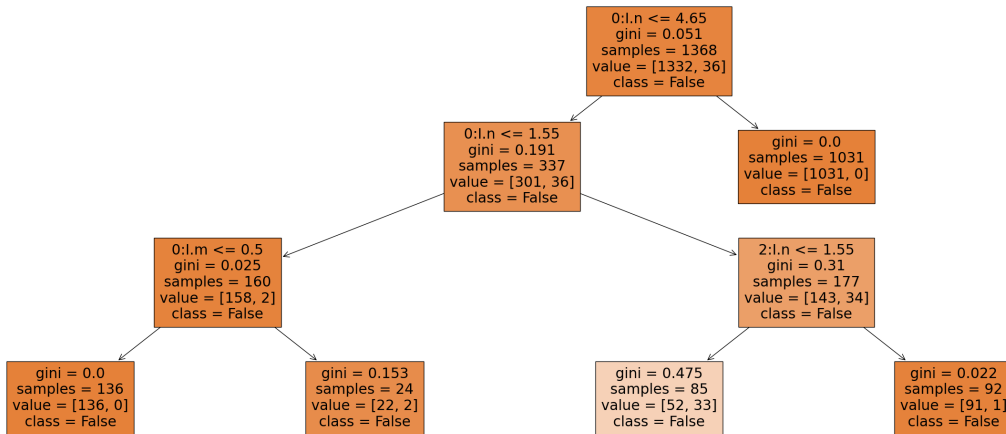 0:I.n <= 4.65
gini = 0.051
samples = 1368
value = [1332, 36]
class = False
0:I.n <= 1.55
gini = 0.191
samples = 337
value = [301, 36]
class = False
gini = 0.0
samples = 1031
value = [1031, 0]
class = False
0:I.m <= 0.5
gini = 0.025
samples = 160
value = [158, 2]
class = False
2:I.n <= 1.55
gini = 0.31
samples = 177
value = [143, 34]
class = False
gini = 0.0
samples = 136
value = [136, 0]
class = False
gini = 0.153
samples = 24
value = [22, 2]
class = False
gini = 0.475
samples = 85
value = [52, 33]
class = False
gini = 0.022
samples = 92
value = [91, 1]
class = False